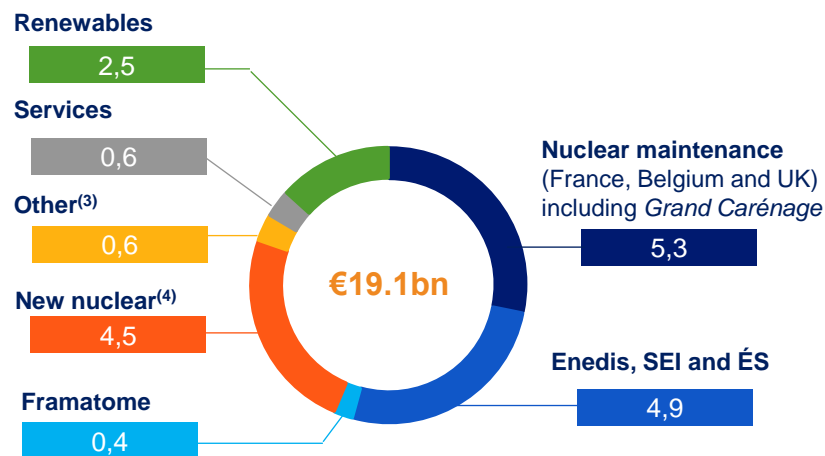 Renewables
2,5
Services
0,6
Other(3)
0,6
New nuclear(4)
4,5
Framatome
0,4
€19.1bn
Nuclear maintenance
(France, Belgium and UK)
including Grand Carénage
5,3
Enedis, SEI and ÉS
4,9